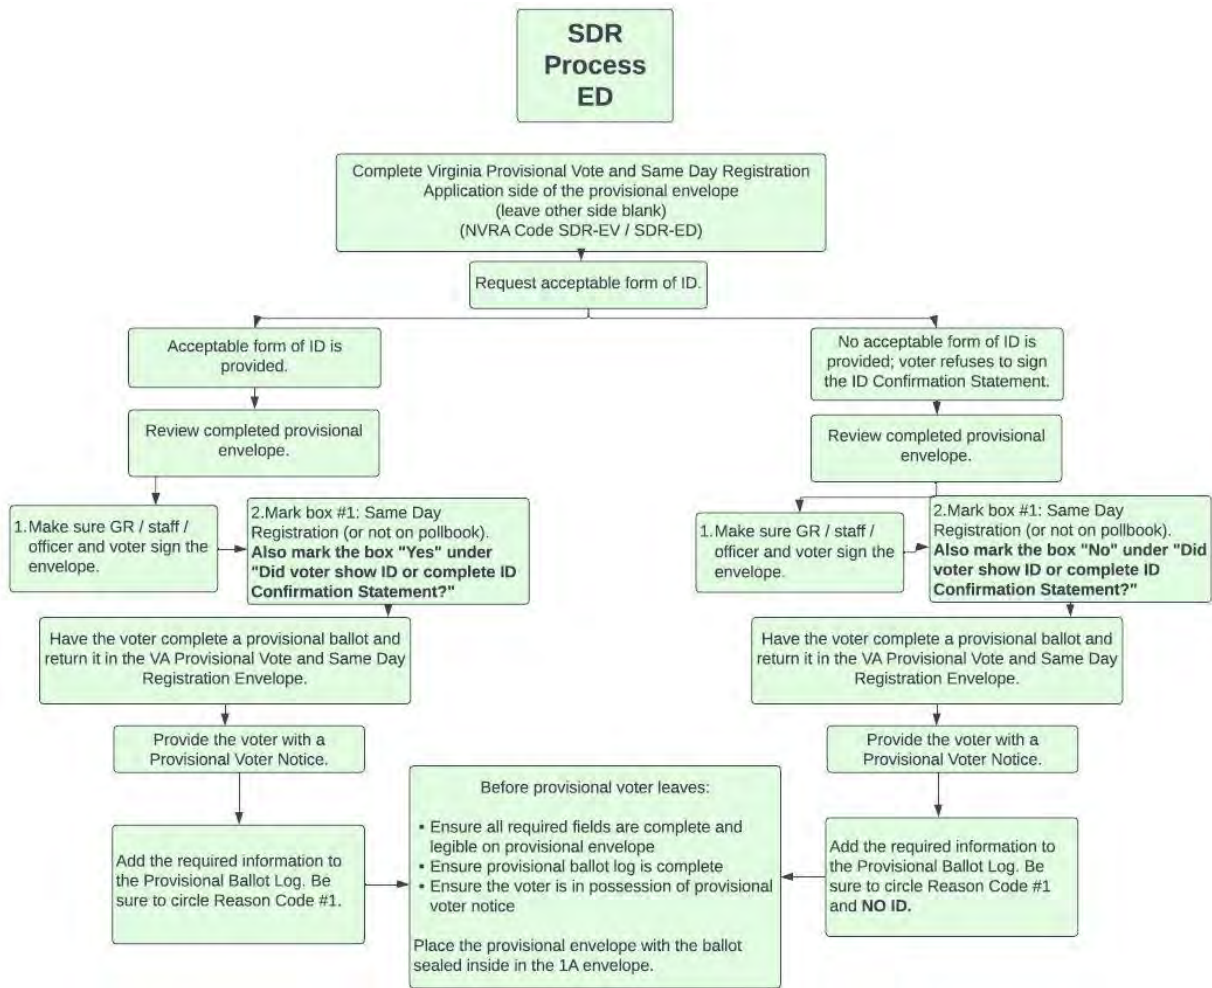 SDR
Process
ED
Complete Virginia Provisional Vote and Same Day Registration
Application side of the provisional envelope
(leave other side blank)
(NVRA Code SDR-EV / SDR-ED)
Request acceptable form of ID.
Acceptable form of ID is
provided.
Review completed provisional
envelope.
1. Make sure GR / staff /
officer and voter sign the
envelope.
2.Mark box #1: Same Day
Registration (or not on pollbook).
Also mark the box "Yes" under
"Did voter show ID or complete ID
Confirmation Statement?"
Have the voter complete a provisional ballot and
return it in the VA Provisional Vote and Same Day
Registration Envelope.
Provide the voter with a
Provisional Voter Notice.
Add the required information to
the Provisional Ballot Log. Be
sure to circle Reason Code #1.
No acceptable form of ID is
provided; voter refuses to sign
the ID Confirmation Statement.
Review completed provisional
envelope.
1. Make sure GR / staff /
officer and voter sign the
envelope.
2.Mark box #1: Same Day
Registration (or not on pollbook).
Also mark the box "No" under "Did
voter show ID or complete ID
Confirmation Statement?"
Have the voter complete a provisional ballot and
return it in the VA Provisional Vote and Same Day
Registration Envelope.
Provide the voter with a
Provisional Voter Notice.
Add the required information to
the Provisional Ballot Log. Be
sure to circle Reason Code #1
and NO ID.
Before provisional voter leaves:
• Ensure all required fields are complete and
legible on provisional envelope
• Ensure provisional ballot log is complete
• Ensure the voter is in possession of provisional
voter notice
Place the provisional envelope with the ballot
sealed inside in the 1A envelope.